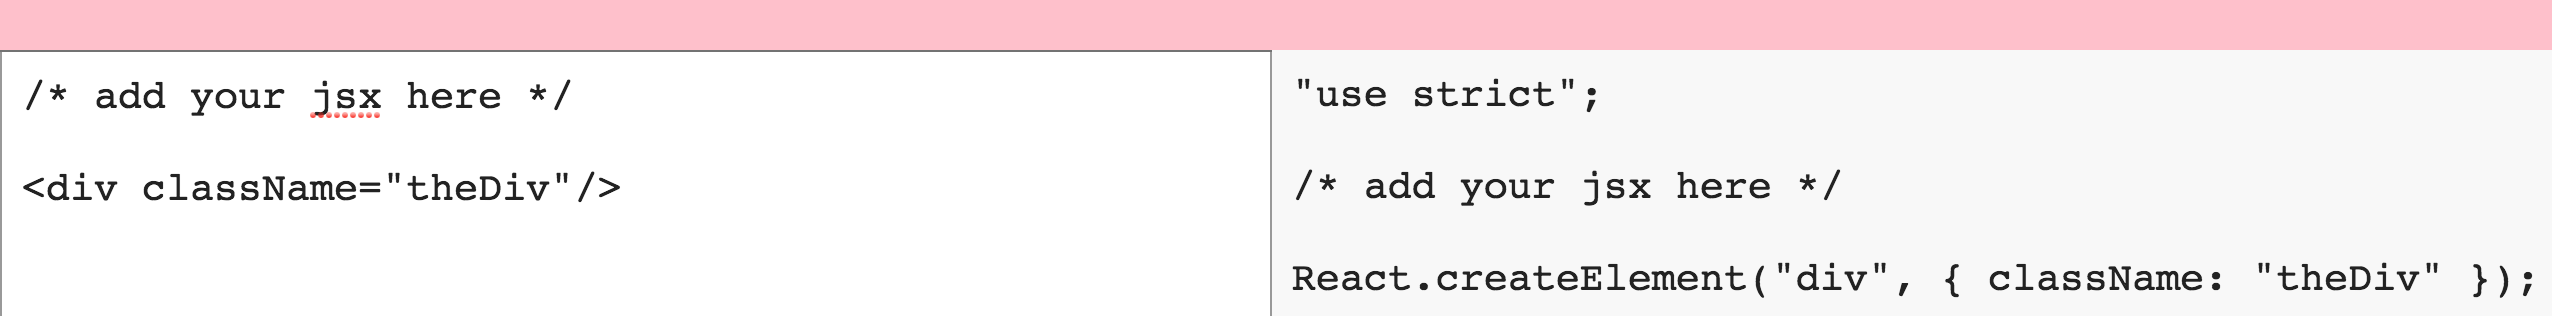 /* add your jsx here */
<div className="theDiv"/>
"use strict";
/* add your jsx here */
React.createElement("div", { className: "theDiv" });